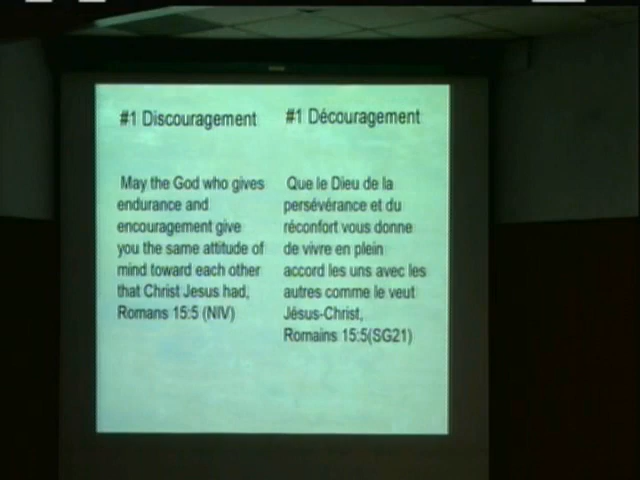 #1 Discouragement
May the God who gives
endurance and
encouragement give
you the same attitude of
mind toward each other
that Christ Jesus had,
Romans 15:5 (NIV)
#1 Découragement
Que le Dieu de la
persévérance et du
réconfort vous donne
de vivre en plein
accord les uns avec les
autres comme le veut
Jésus-Christ,
Romains 15:5(SG21)